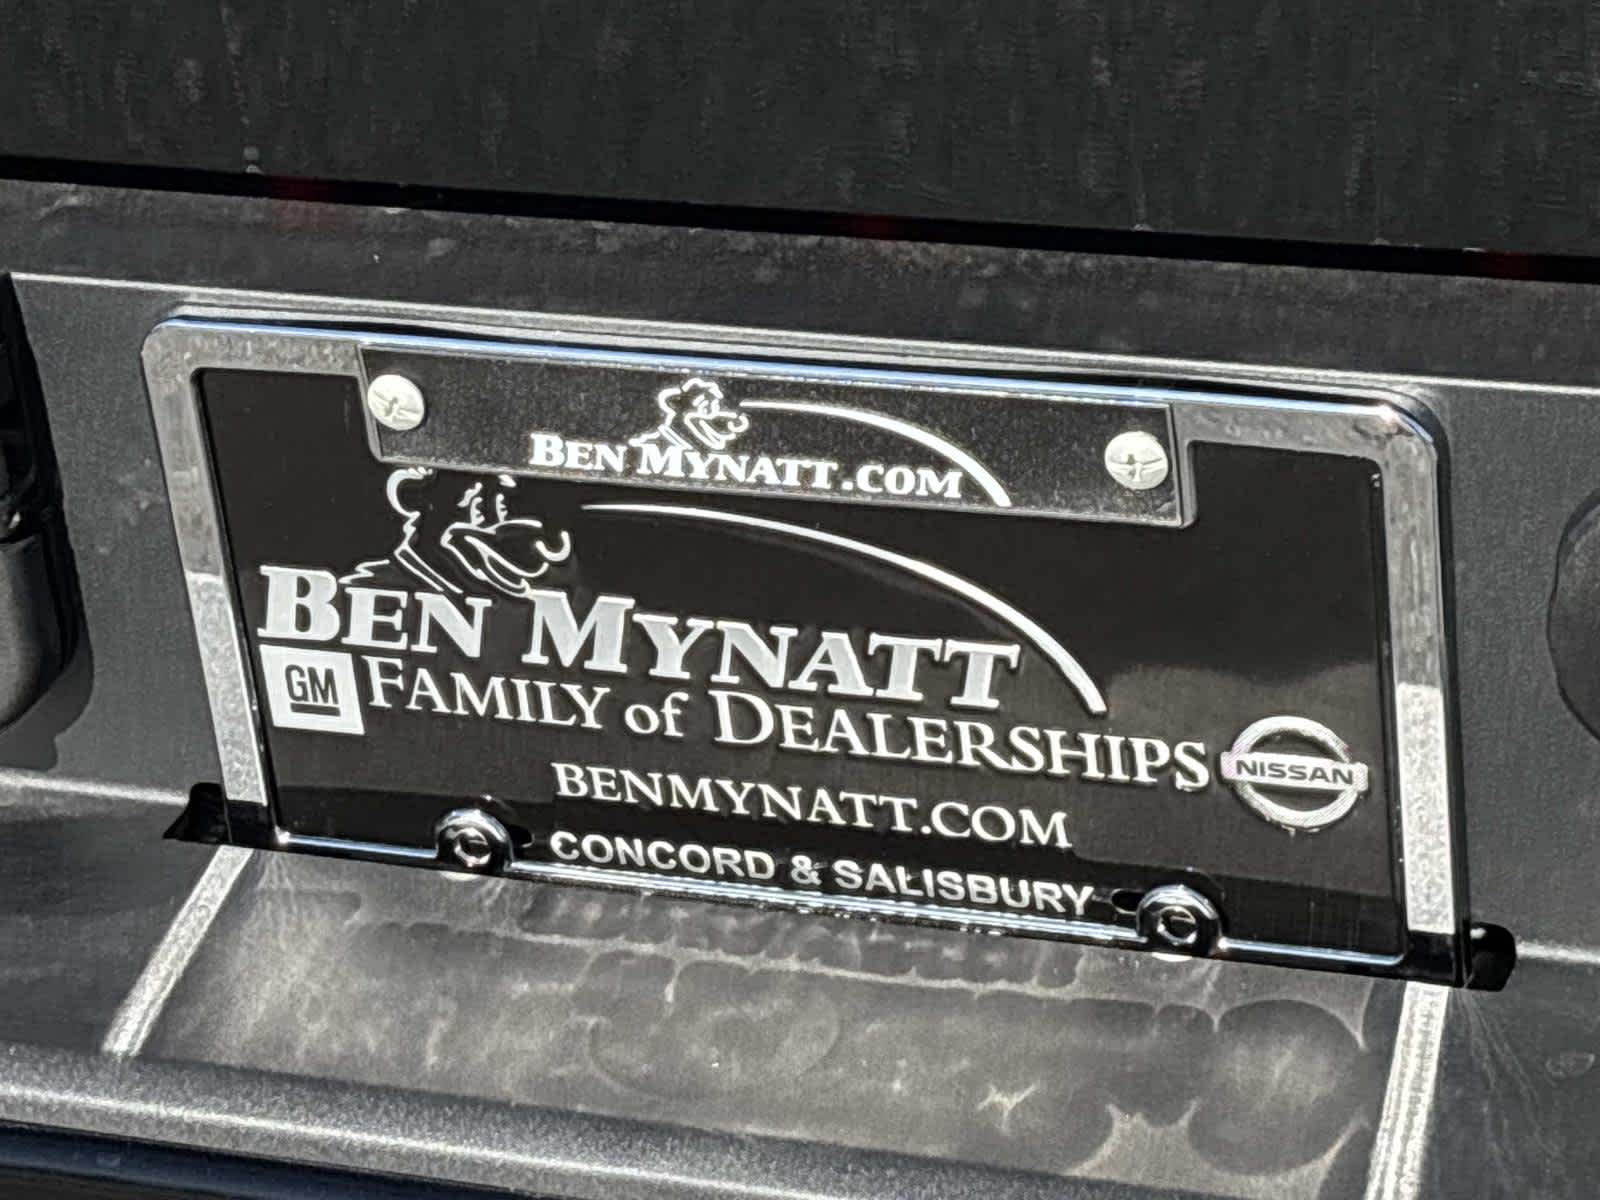 BEN MYNATT.COM
BEN MYNATT
GM FAMILY of DEALERSHIPS NISSAN
BENMYNATT.COM
CONCORD & SALISBURY